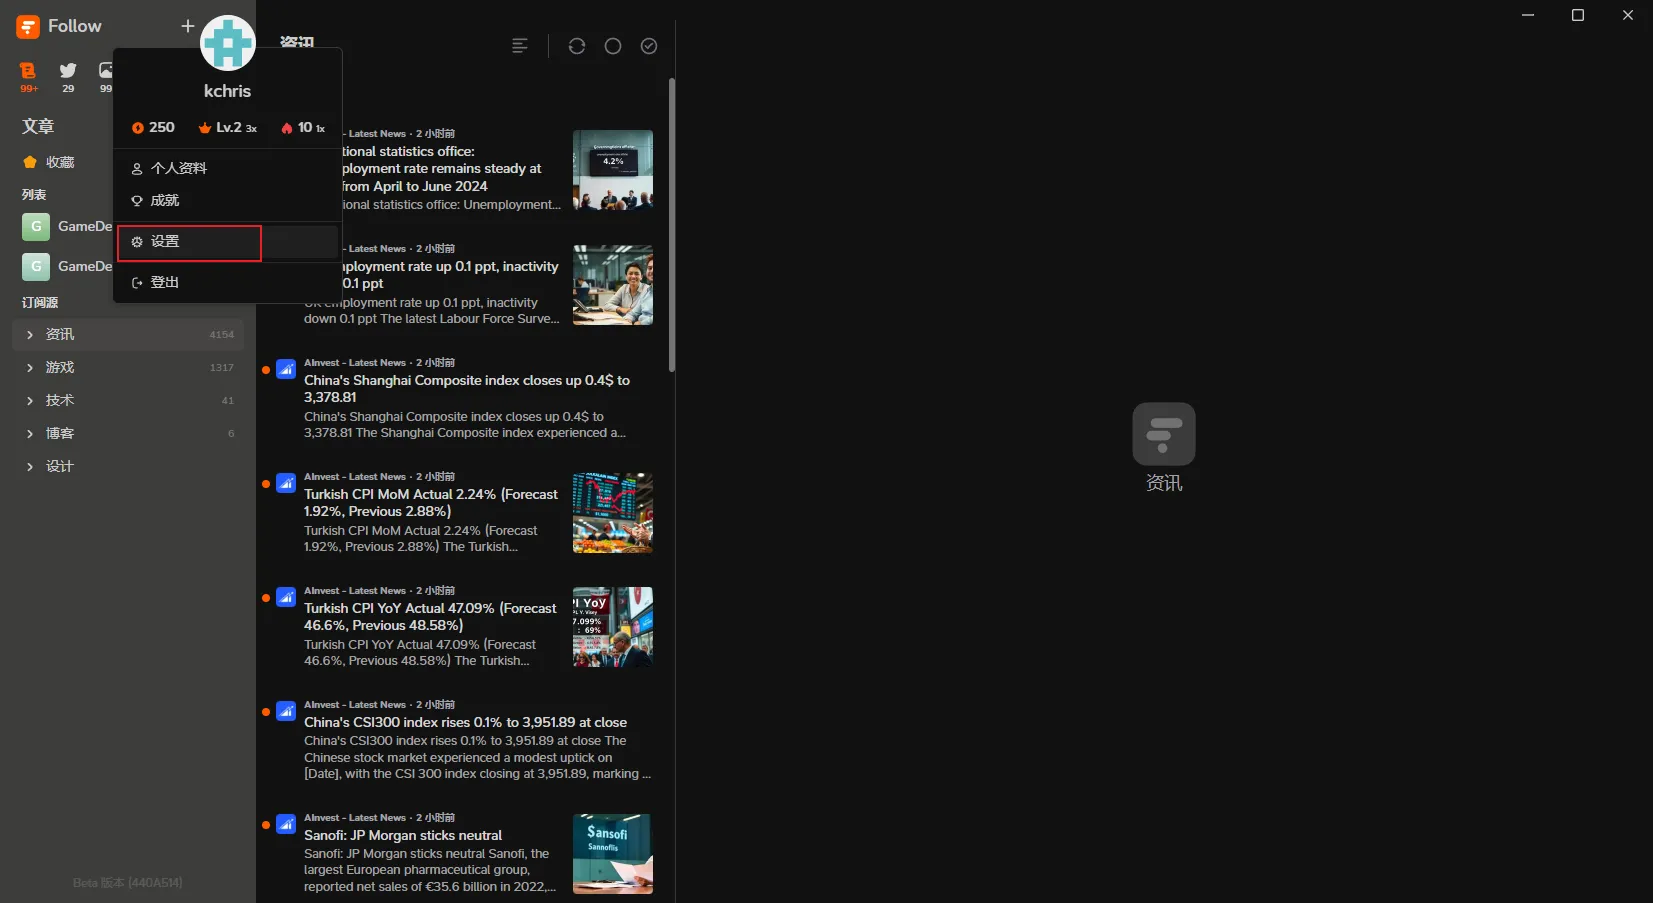 Follow
99+
29
99
文章
收藏
列表
G
GameDe
G
GameDe
订阅源
资讯
4154
游戏
1317
技术
41
博客
6
设计
Beta 版本 (440A514)
kchris
250
Lv.2 3x
10 1x
个人资料
成就
设置
登出
资讯
- Latest News · 2 小时前
tional statistics office:
ployment rate remains steady at
from April to June 2024
ional statistics office: Unemployment...
4.2%
- Latest News · 2 小时前
mployment rate up 0.1 ppt, inactivity
0.1 ppt
UK employment rate up 0.1 ppt, inactivity
down 0.1 ppt The latest Labour Force Surve...
AInvest - Latest News · 2 小时前
China's Shanghai Composite index closes up 0.4$ to
3,378.81
China's Shanghai Composite index closes up 0.4$ to
3,378.81 The Shanghai Composite index experienced a...
AInvest - Latest News · 2 小时前
Turkish CPI MoM Actual 2.24% (Forecast
1.92%, Previous 2.88%)
Turkish CPI MoM Actual 2.24% (Forecast
1.92%, Previous 2.88%) The Turkish...
AInvest - Latest News · 2 小时前
Turkish CPI YoY Actual 47.09% (Forecast
46.6%, Previous 48.58%)
Turkish CPI YoY Actual 47.09% (Forecast
46.6%, Previous 48.58%) The Turkish...
PI Yoy
7.099%
: 69%
AInvest - Latest News · 2 小时前
China's CSI300 index rises 0.1% to 3,951.89 at close
China's CSI300 index rises 0.1% to 3,951.89 at close The
Chinese stock market experienced a modest uptick on
[Date], with the CSI 300 index closing at 3,951.89, marking ...
AInvest - Latest News · 2 小时前
Sanofi: JP Morgan sticks neutral
Sanofi: JP Morgan sticks neutral Sanofi, the
largest European pharmaceutical group,
reported net sales of €35.6 billion in 2022,...
$ansofi
Sannoflis
资讯